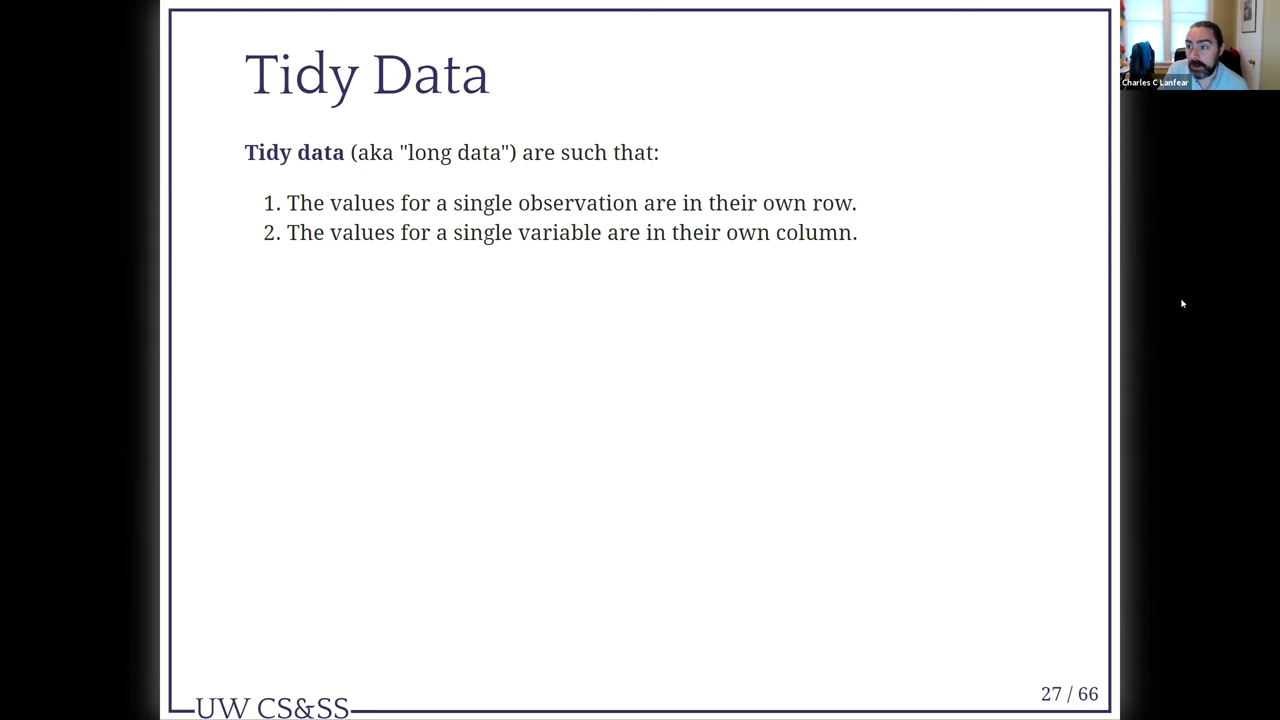 Tidy Data
Tidy data (aka "long data") are such that:
1. The values for a single observation are in their own row.
2. The values for a single variable are in their own column.
27 / 66
UW CS&SS
Charles C Lanfear